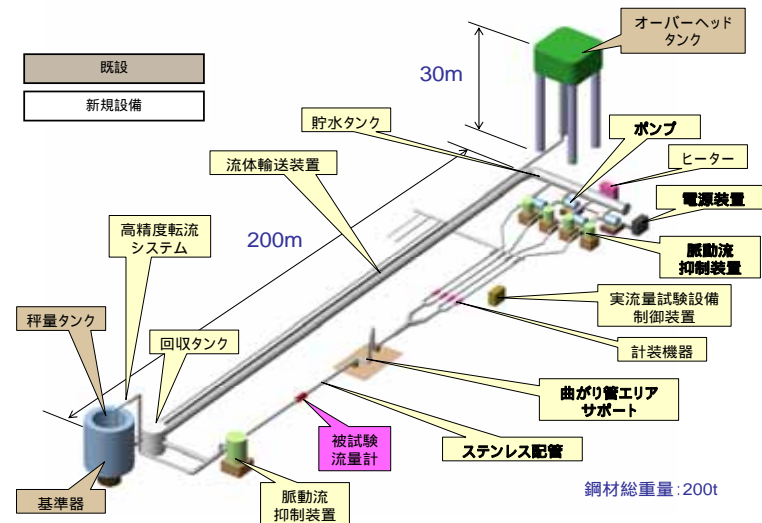 既設
新規設備
オーバーヘッド
タンク
30m
貯水タンク
ポンプ
ヒーター
流体輸送装置
電源装置
高精度転流
システム
200m
脈動流
抑制装置
実流量試験設備
制御装置
秤量タンク
回収タンク
計装機器
曲がり管エリア
サポート
被試験
流量計
ステンレス配管
基準器
脈動流
抑制装置
鋼材総重量:200t